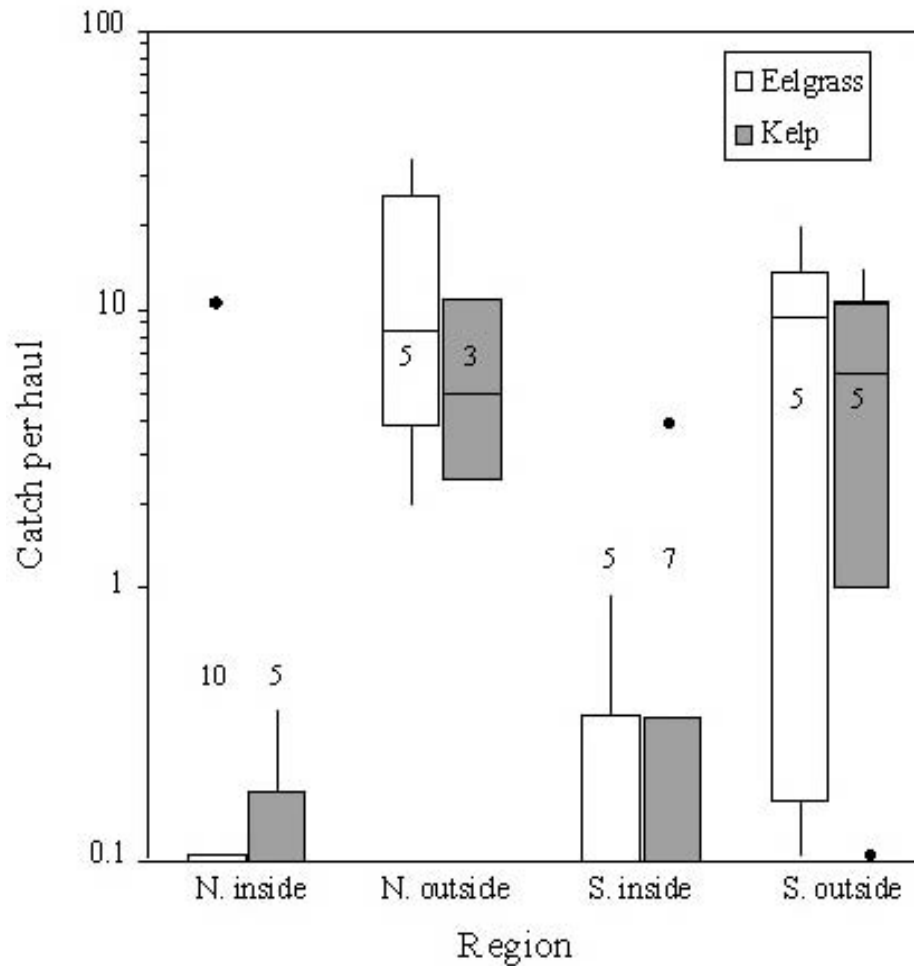 100
Eelgrass
Kelp
10
5 3
5 5
Catch per haul
5 7
1
10 5
0.1
N. inside N. outside S. inside S. outside
Region